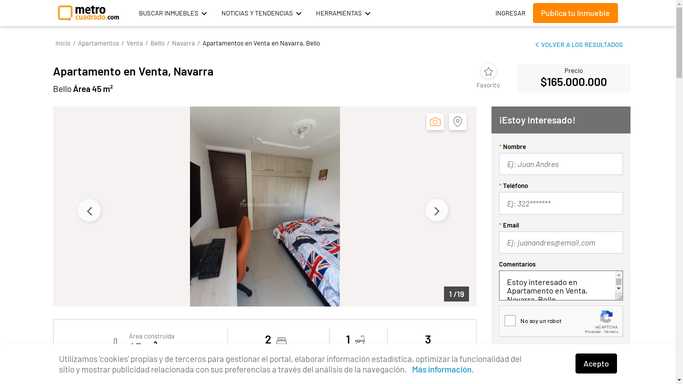 metro
cuadrado.com
BUSCAR INMUEBLES
NOTICIAS Y TENDENCIAS
HERRAMIENTAS
INGRESAR
Publica tu inmueble
Inicio / Apartamentos / Venta / Bello / Navarra / Apartamentos en Venta en Navarra, Bello
VOLVER A LOS RESULTADOS
Apartamento en Venta, Navarra
Bello Área 45 m²
Favorito
Precio
$165.000.000
1 /19
¡Estoy Interesado!
* Nombre
Ej: Juan Andres
* Teléfono
Ej: 322*******
* Email
Ej: juanandres@email.com
Comentarios
Estoy interesado en
Apartamento en Venta,
Navarra, Bello
No soy un robot
reCAPTCHA
Privacidad - Términos
Área construida
2
1
3
Utilizamos 'cookies' propias y de terceros para gestionar el portal, elaborar información estadística, optimizar la funcionalidad del
sitio y mostrar publicidad relacionada con sus preferencias a través del análisis de la navegación. Más información.
Acepto